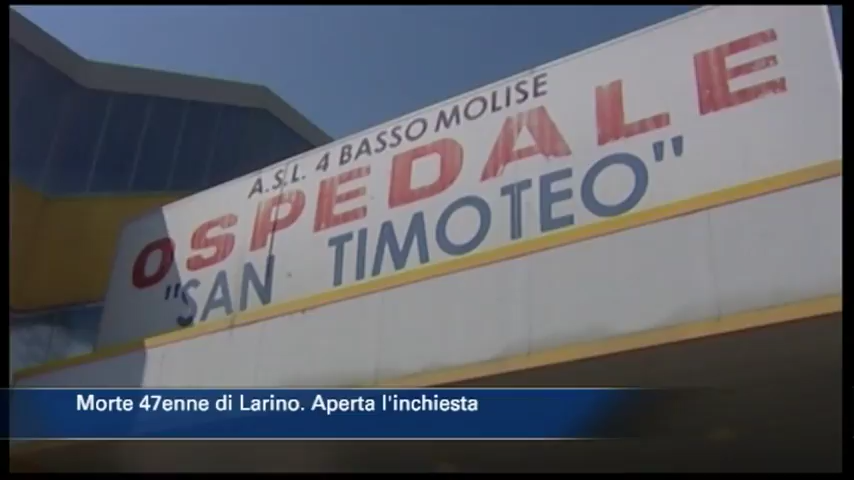 A.S.L. 4 BASSO MOLISE
OSPEDALE
"SAN TIMOTEO"
Morte 47enne di Larino. Aperta l'inchiesta